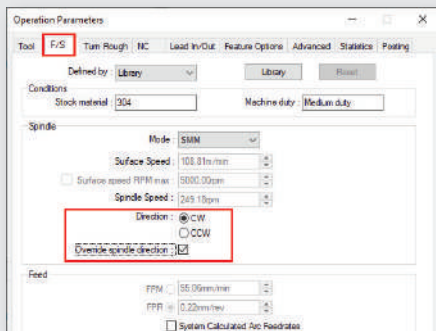 Operation Parameters
Tool F/S Turn Rough NC Lead In/Out Feature Options Advanced Statistics Posting
Defined by : Library Library Reset
Conditions
Stock material : 304 Machine duty : Medium duty
Spindle
Mode : SMM
Surface Speed : 108.81m/min
Surface speed RPM max : 5000.00rpm
Spindle Speed : 249.18rpm
Direction : CW
CCW
Override spindle direction :
Feed
FPM 55.06mm/min
FPR 0.22mm/rev
System Calculated Arc Feedrates